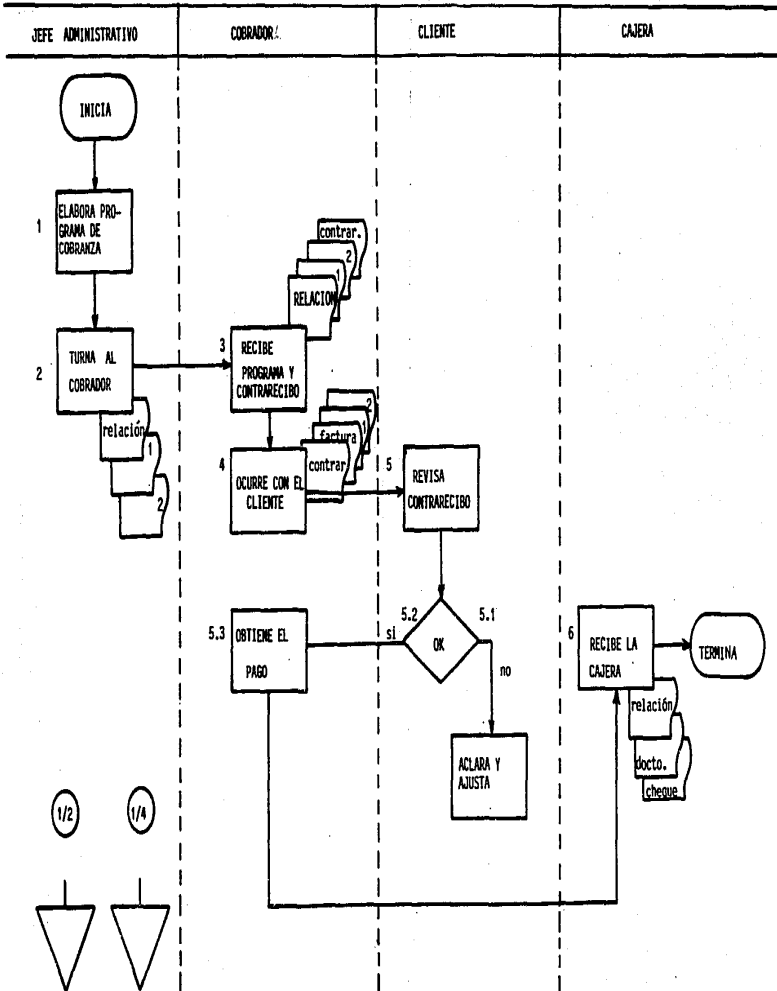 JEFE ADMINISTRATIVO
COBRADOR
CLIENTE
CAJERA
INICIA
1
ELABORA PRO-
GRAMA DE
COBRANZA
2
TURNA AL
COBRADOR
relación
1
2
contrar.
2
1
RELACION
3
RECIBE
PROGRAMA Y
CONTRARECIBO
2
1
factura
contrar
4
OCURRE CON EL
CLIENTE
5
REVISA
CONTRARECIBO
5.2
5.1
si
OK
no
5.3
OBTIENE EL
PAGO
ACLARA Y
AJUSTA
6
RECIBE LA
CAJERA
TERMINA
relación
docto.
cheque
1/2
1/4